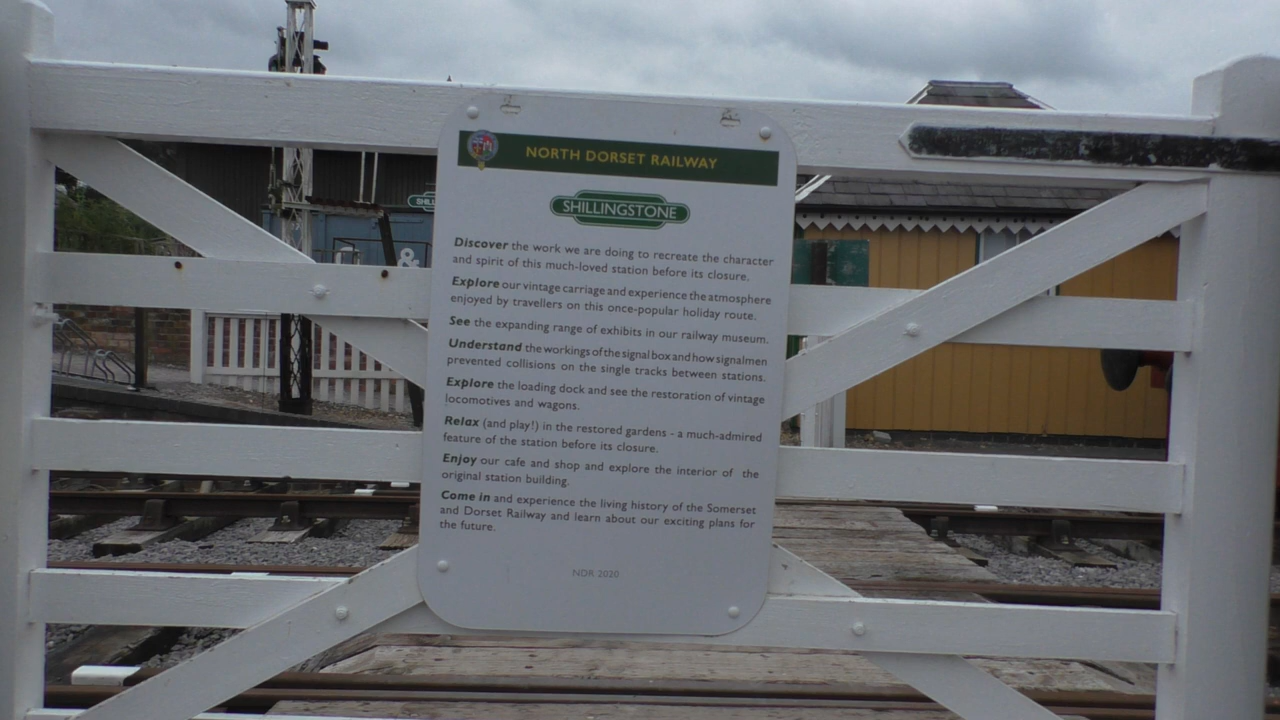 NORTH DORSET RAILWAY
SHILLINGSTONE
SHILL
&
Discover the work we are doing to recreate the character
and spirit of this much-loved station before its closure.
Explore our vintage carriage and experience the atmosphere
enjoyed by travellers on this once-popular holiday route.
See the expanding range of exhibits in our railway museum.
Understand the workings of the signal box and how signalmen
prevented collisions on the single tracks between stations.
Explore the loading dock and see the restoration of vintage
locomotives and wagons.
Relax (and play!) in the restored gardens - a much-admired
feature of the station before its closure.
Enjoy our cafe and shop and explore the interior of the
original station building.
Come in and experience the living history of the Somerset
and Dorset Railway and learn about our exciting plans for
the future.
NDR 2020